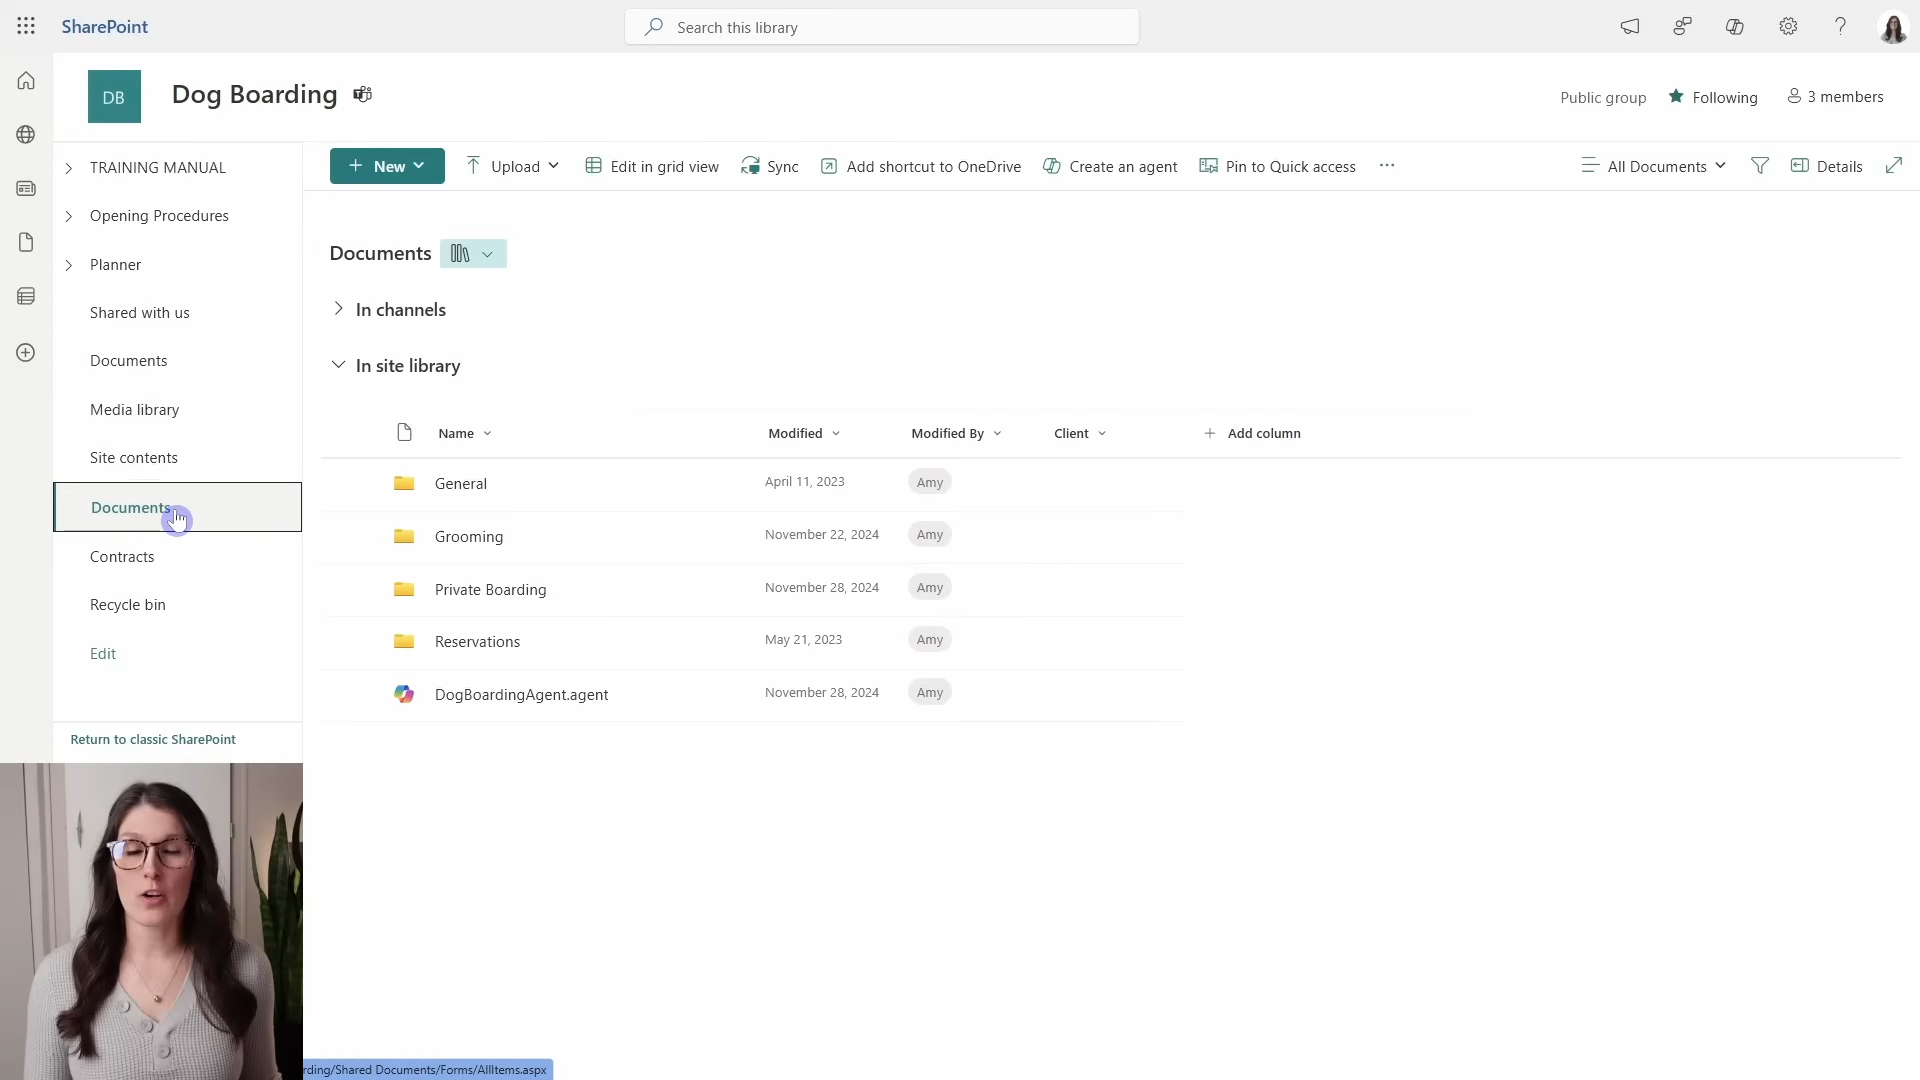 SharePoint
Search this library
DB
Dog Boarding
Public group
Following
3 members
TRAINING MANUAL
Opening Procedures
Planner
Shared with us
Documents
Media library
Site contents
Documents
Contracts
Recycle bin
Edit
Return to classic SharePoint
New
Upload
Edit in grid view
Sync
Add shortcut to OneDrive
Create an agent
Pin to Quick access
All Documents
Details
Documents
In channels
In site library
Name Modified Modified By Client Add column
General April 11, 2023 Amy
Grooming November 22, 2024 Amy
Private Boarding November 28, 2024 Amy
Reservations May 21, 2023 Amy
DogBoardingAgent.agent November 28, 2024 Amy
rding/Shared Documents/Forms/AllItems.aspx